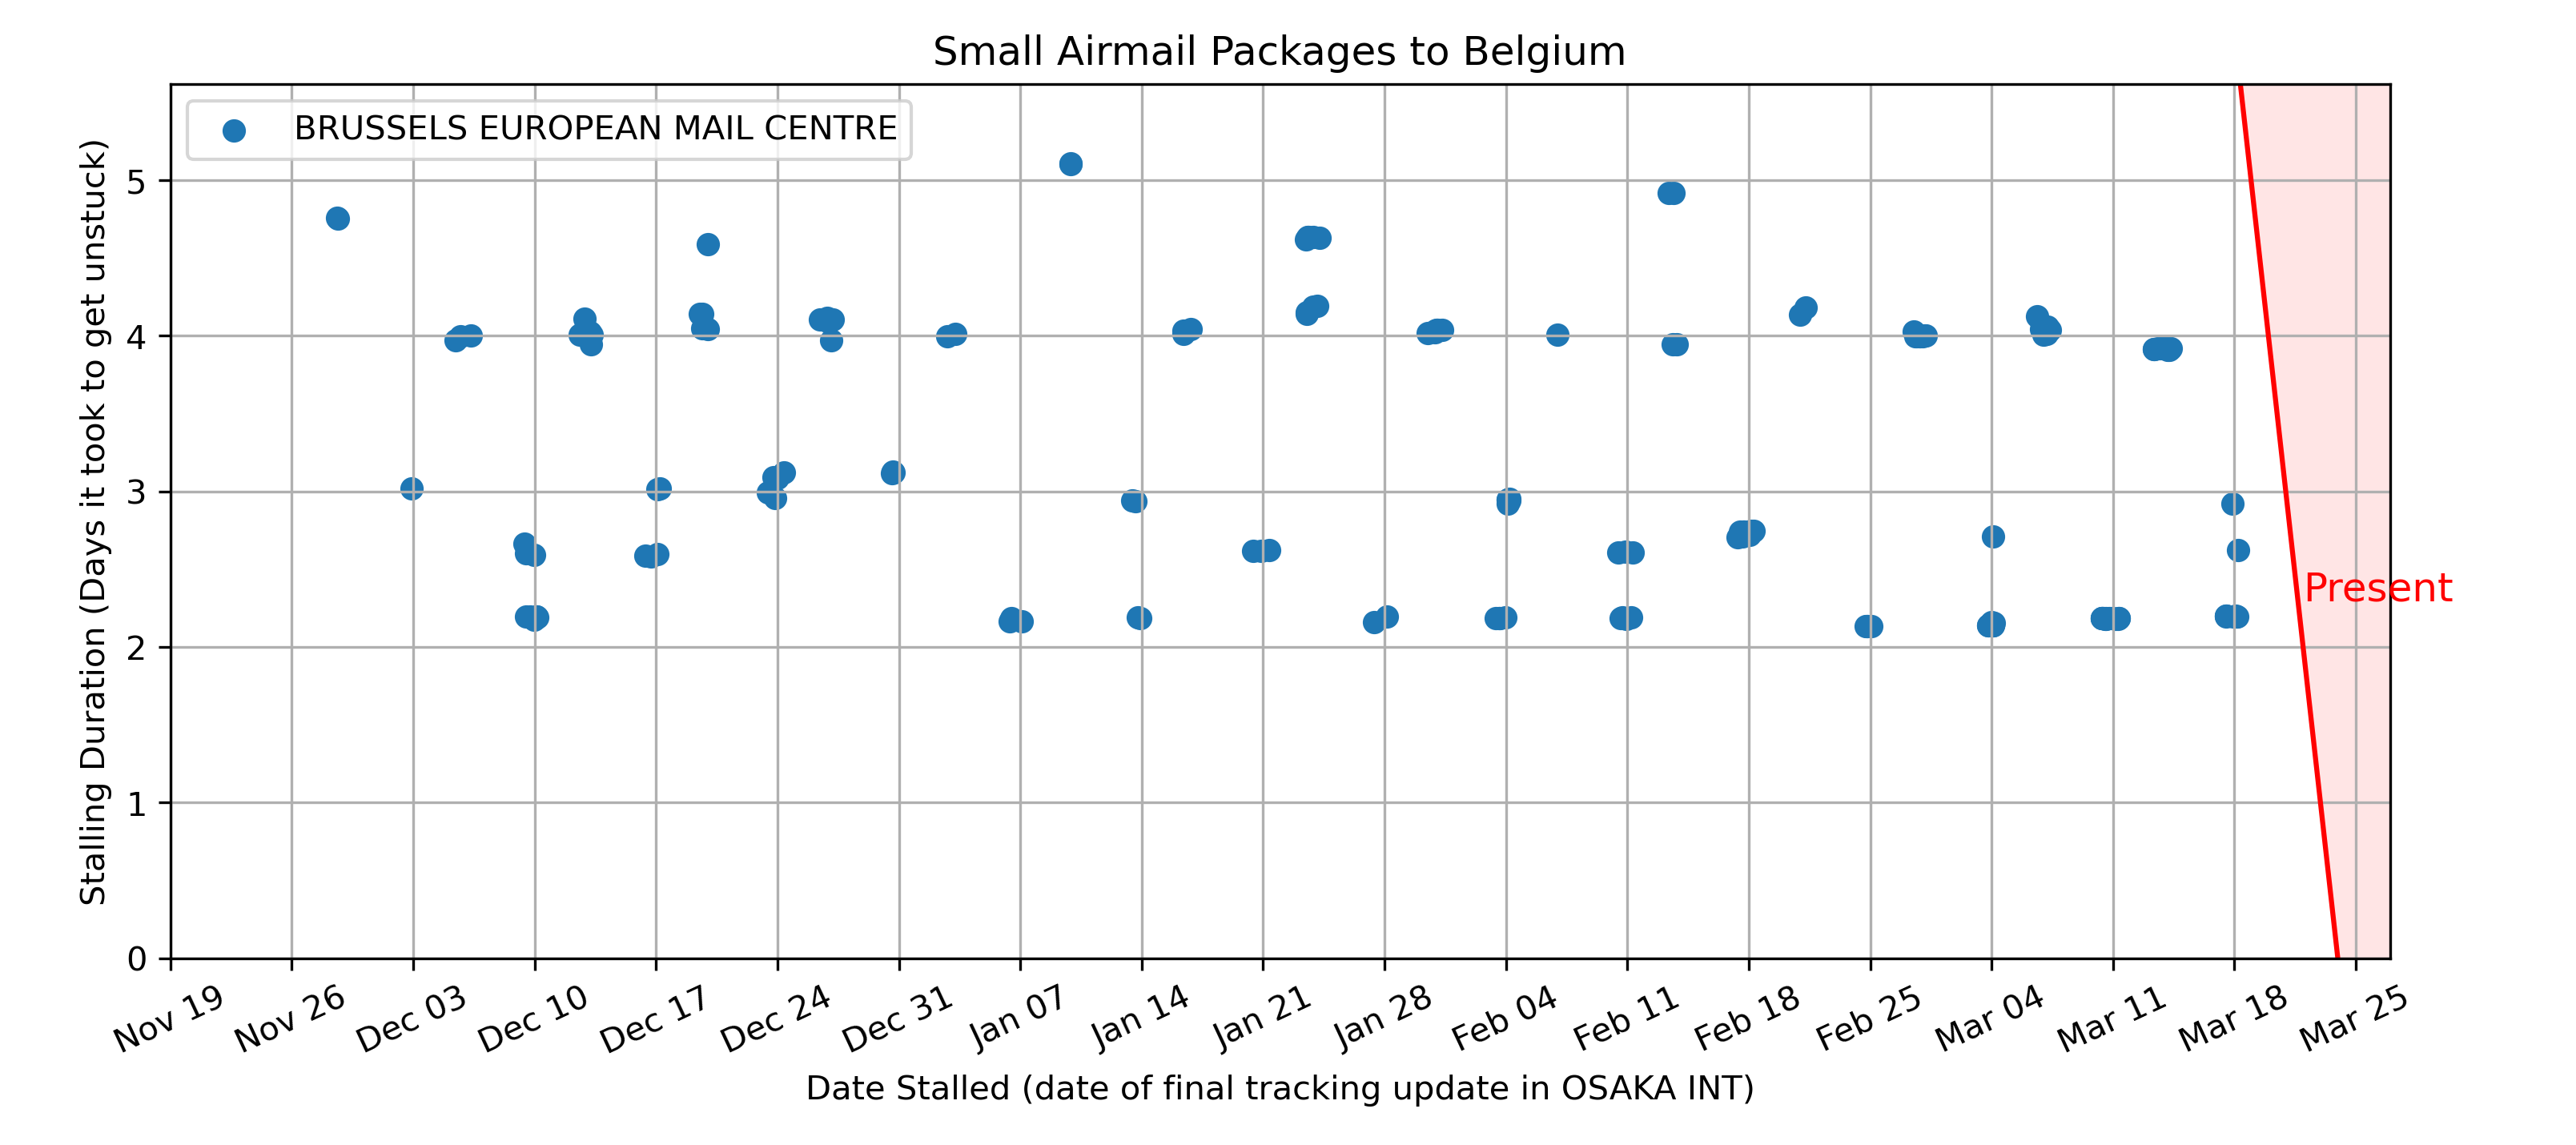 Small Airmail Packages to Belgium
BRUSSELS EUROPEAN MAIL CENTRE
Stalling Duration (Days it took to get unstuck)
5
4
3
2
1
0
Present
Nov 19
Nov 26
Dec 03
Dec 10
Dec 17
Dec 24
Dec 31
Jan 07
Jan 14
Jan 21
Jan 28
Feb 04
Feb 11
Feb 18
Feb 25
Mar 04
Mar 11
Mar 18
Mar 25
Date Stalled (date of final tracking update in OSAKA INT)